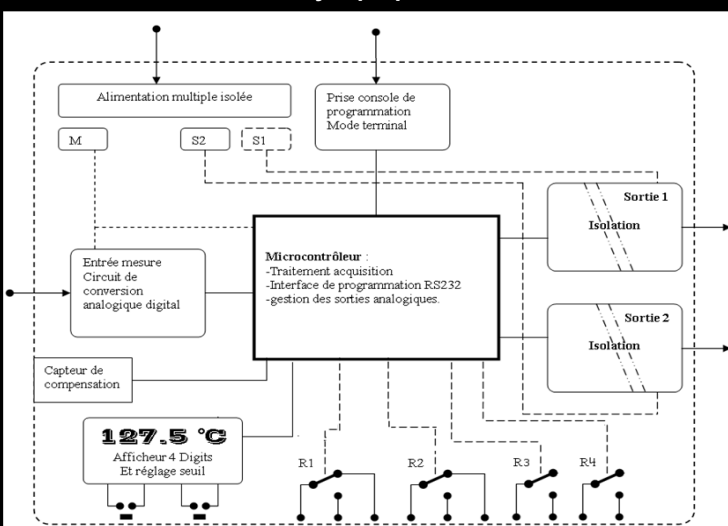 Alimentation multiple isolée
Prise console de
programmation
Mode terminal
M
S2
S1
Sortie 1
Isolation
Microcontrôleur :
-Traitement acquisition
-Interface de programmation RS232
-gestion des sorties analogiques.
Entrée mesure
Circuit de
conversion
analogique digital
Sortie 2
Isolation
Capteur de
compensation
127.5 °C
Afficheur 4 Digits
Et réglage seuil
R1
R2
R3
R4